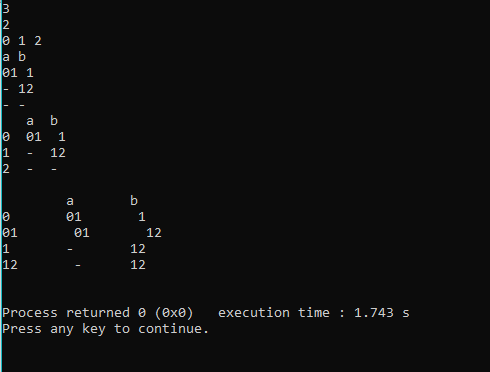 3
2
0 1 2
a b
01 1
- 12
- -
   a  b
0  01  1
1  -  12
2  -  -

        a       b
0       01       1
01       01       12
1       -       12
12       -      12

Process returned 0 (0x0)   execution time : 1.743 s
Press any key to continue.